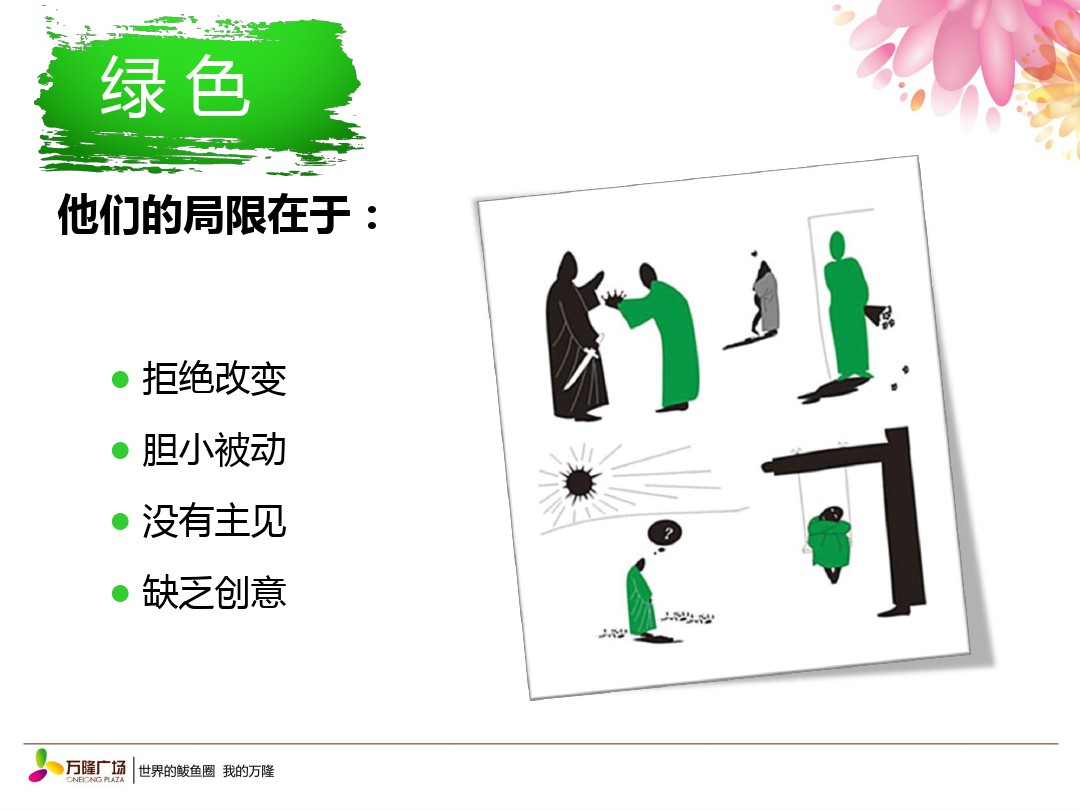 绿 色
他们的局限在于：
拒绝改变
胆小被动
没有主见
缺乏创意
?
万隆广场
ONELONG PLAZA
世界的鲅鱼圈 我的万隆